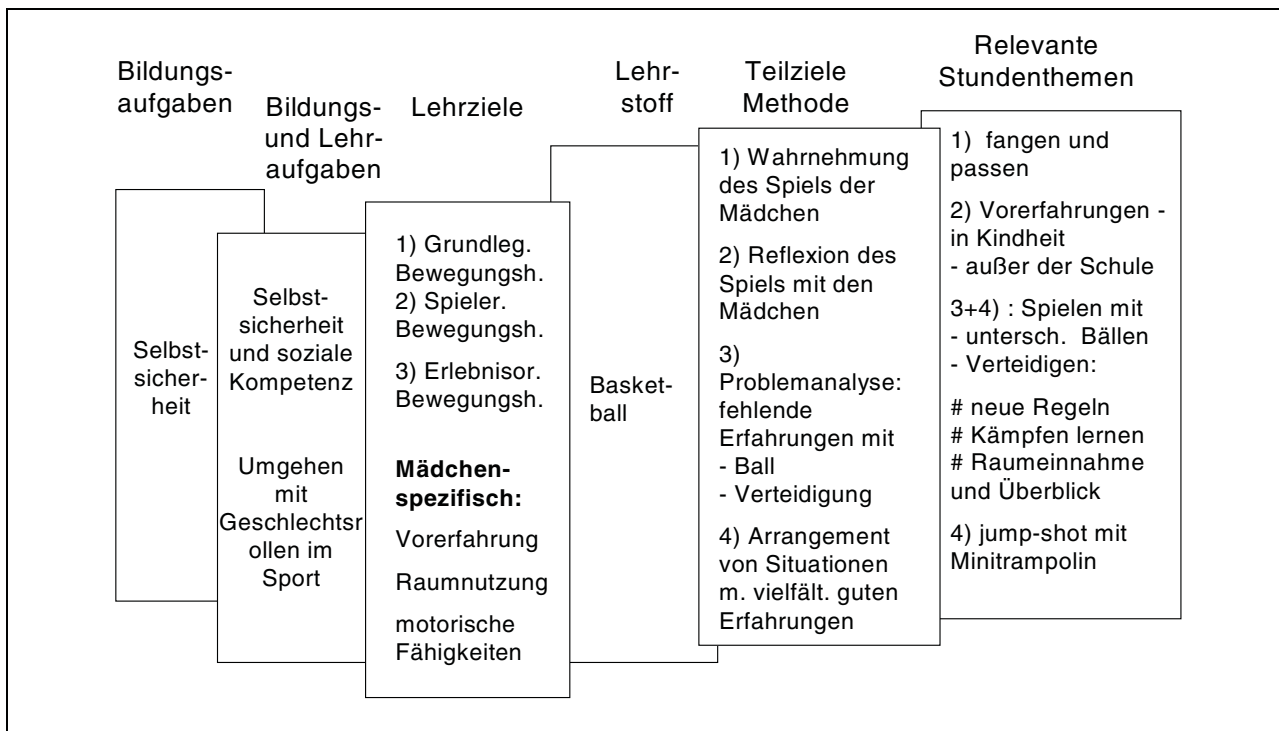 Bildungs-
aufgaben
Selbst-
sicher-
heit
Bildungs-
und Lehr-
aufgaben
Selbst-
sicherheit
und soziale
Kompetenz
Umgehen
mit
Geschlechtsr
ollen im
Sport
Lehrziele
1) Grundleg.
Bewegungsh.
2) Spieler.
Bewegungsh.
3) Erlebnisor.
Bewegungsh.
Mädchen-
spezifisch:
Vorerfahrung
Raumnutzung
motorische
Fähigkeiten
Lehr-
stoff
Basket-
ball
Teilziele
Methode
1) Wahrnehmung
des Spiels der
Mädchen
2) Reflexion des
Spiels mit den
Mädchen
3)
Problemanalyse:
fehlende
Erfahrungen mit
- Ball
- Verteidigung
4) Arrangement
von Situationen
m. vielfält. guten
Erfahrungen
Relevante
Stundenthemen
1) fangen und
passen
2) Vorerfahrungen -
in Kindheit
- außer der Schule
3+4) : Spielen mit
- untersch. Bällen
- Verteidigen:
# neue Regeln
# Kämpfen lernen
# Raumeinnahme
und Überblick
4) jump-shot mit
Minitrampolin